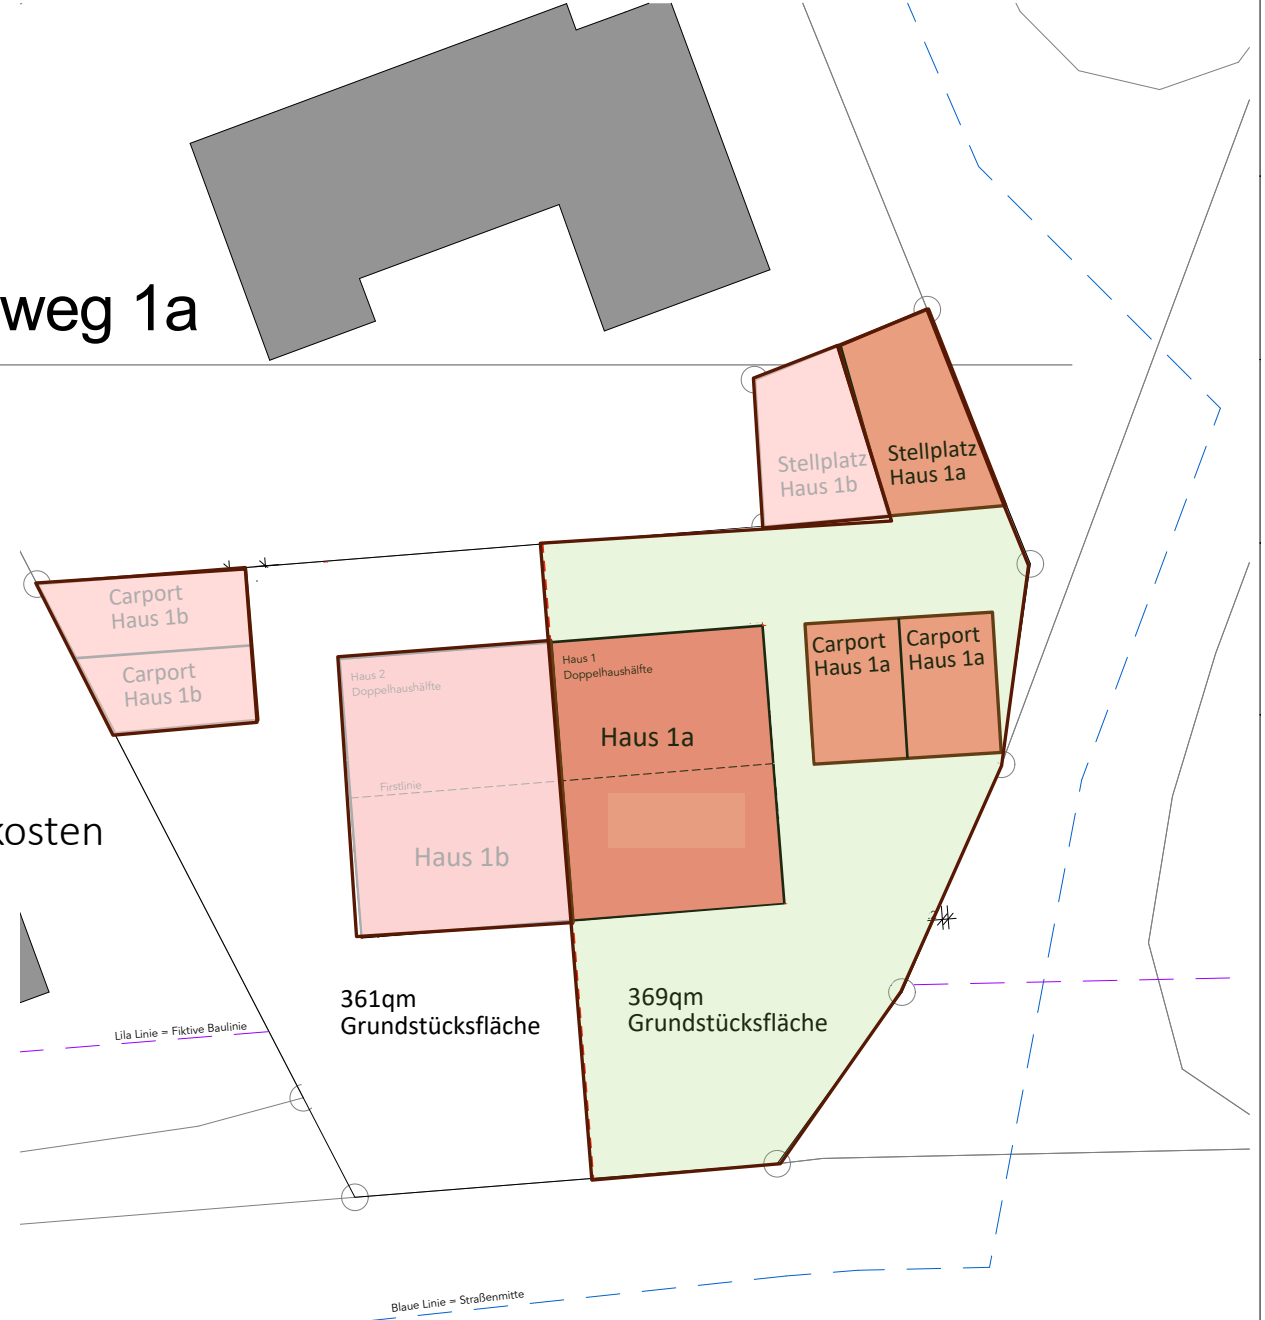 weg 1a
Stellplatz
Haus 1b
Stellplatz
Haus 1a
Carport
Haus 1b
Carport
Haus 1b
Carport
Haus 1a
Carport
Haus 1a
Haus 2
Doppelhaushälfte
Haus 1
Doppelhaushälfte
Haus 1a
Firstlinie
Haus 1b
kosten
361qm
Grundstücksfläche
369qm
Grundstücksfläche
Lila Linie = Fiktive Baulinie
Blaue Linie = Straßenmitte